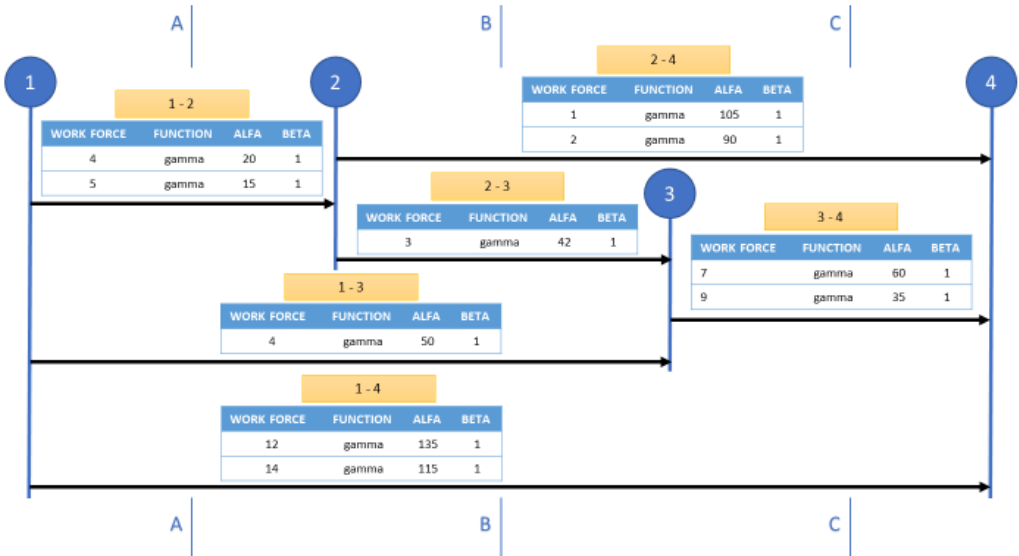 A B C
1 2 4
2 - 4
WORK FORCE FUNCTION ALFA BETA
1 gamma 105 1
2 gamma 90 1
1 - 2
WORK FORCE FUNCTION ALFA BETA
4 gamma 20 1
5 gamma 15 1
2 - 3
WORK FORCE FUNCTION ALFA BETA
3 gamma 42 1
3
3 - 4
WORK FORCE FUNCTION ALFA BETA
7 gamma 60 1
9 gamma 35 1
1 - 3
WORK FORCE FUNCTION ALFA BETA
4 gamma 50 1
1 - 4
WORK FORCE FUNCTION ALFA BETA
12 gamma 135 1
14 gamma 115 1
A B C